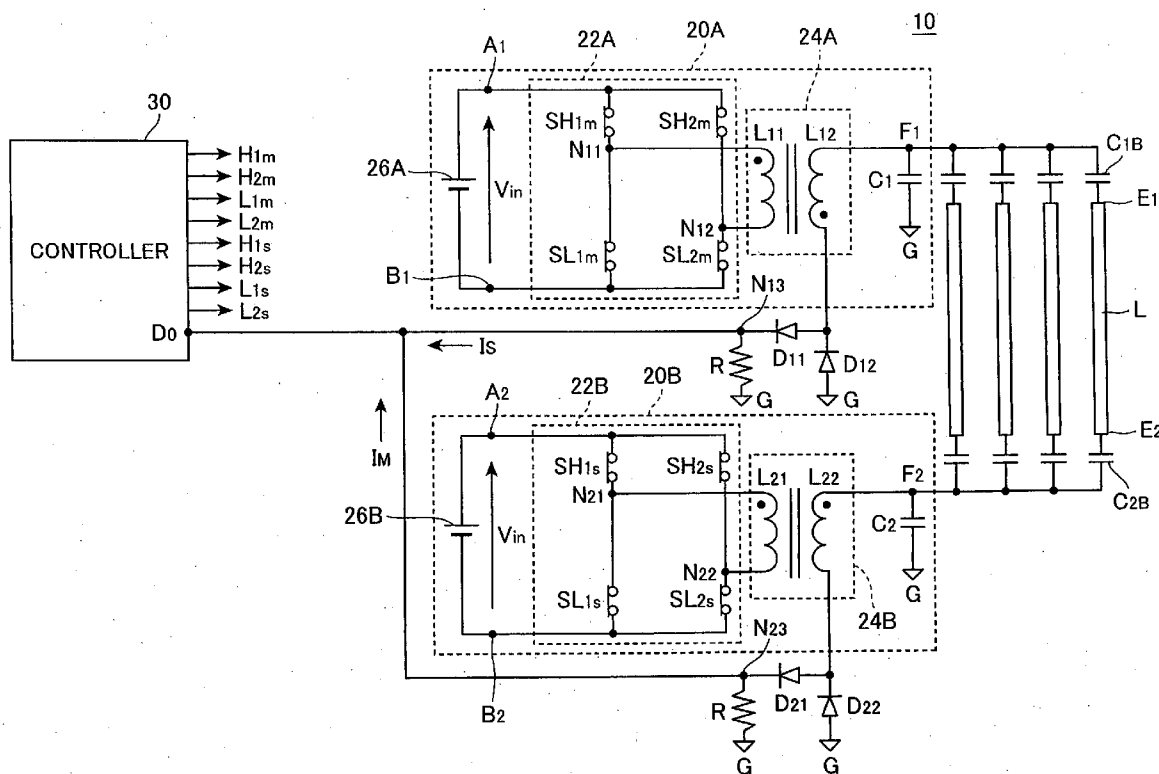 10
20A
22A
24A
A1
30
SH1m
SH2m
L11
L12
F1
C1B
H1m
H2m
L1m
L2m
H1s
H2s
L1s
L2s
CONTROLLER
D0
N11
26A
Vin
C1
E1
G
N12
SL1m
SL2m
B1
N13
L
IS
D11
D12
R
G
G
20B
22B
A2
IM
E2
SH1s
SH2s
L21
L22
F2
N21
C2B
26B
Vin
C2
N22
G
SL1s
SL2s
24B
N23
B2
D21
D22
R
G
G